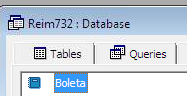 Reim732 : Database
Tables Queries
Boleta